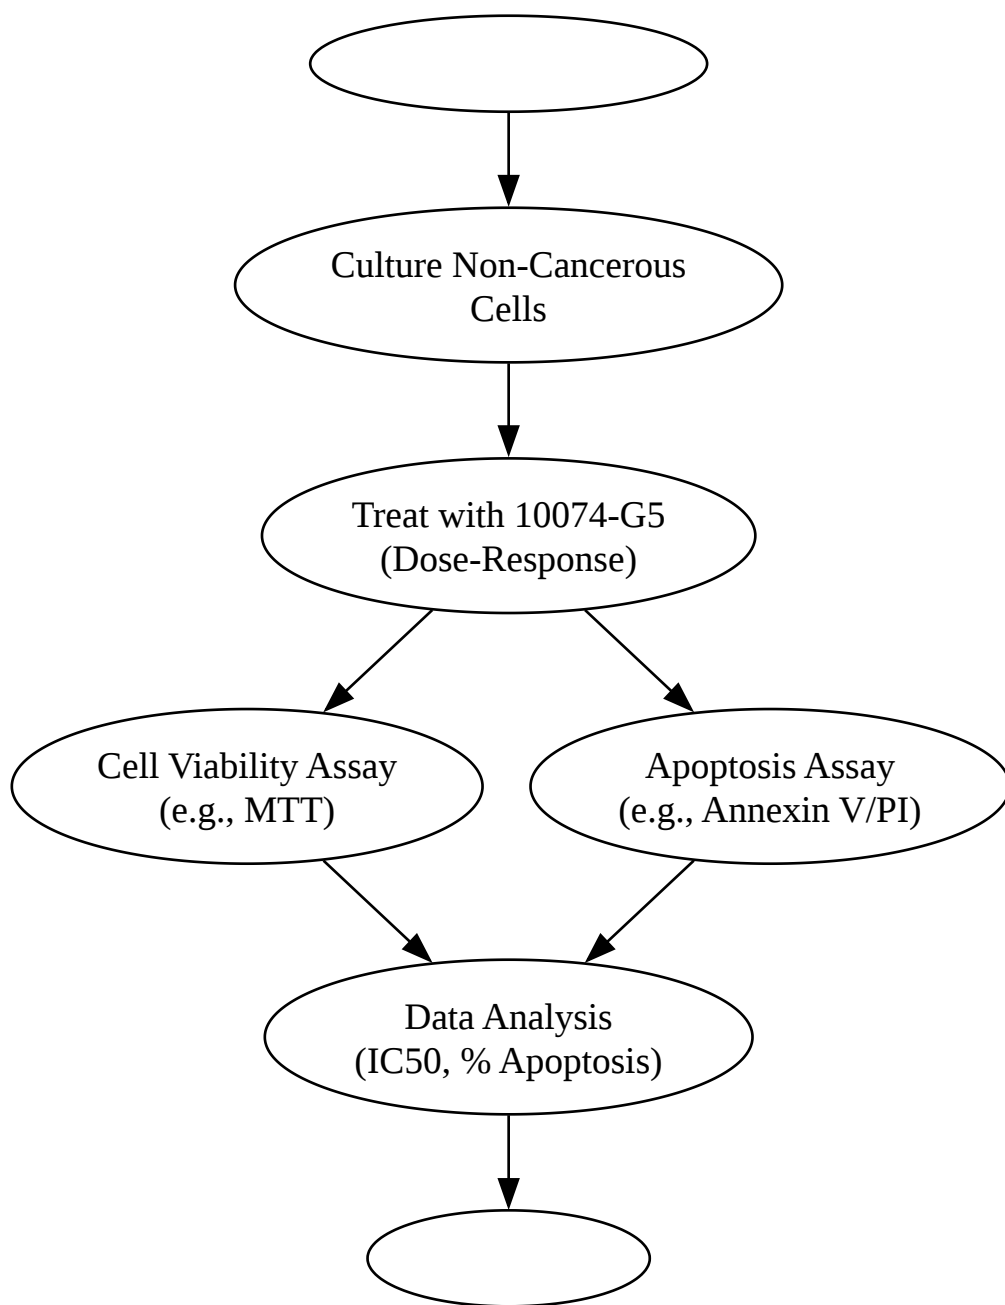 Culture Non-Cancerous
Cells
Treat with 10074-G5
(Dose-Response)
Cell Viability Assay
(e.g., MTT)
Apoptosis Assay
(e.g., Annexin V/PI)
Data Analysis
(IC50, % Apoptosis)